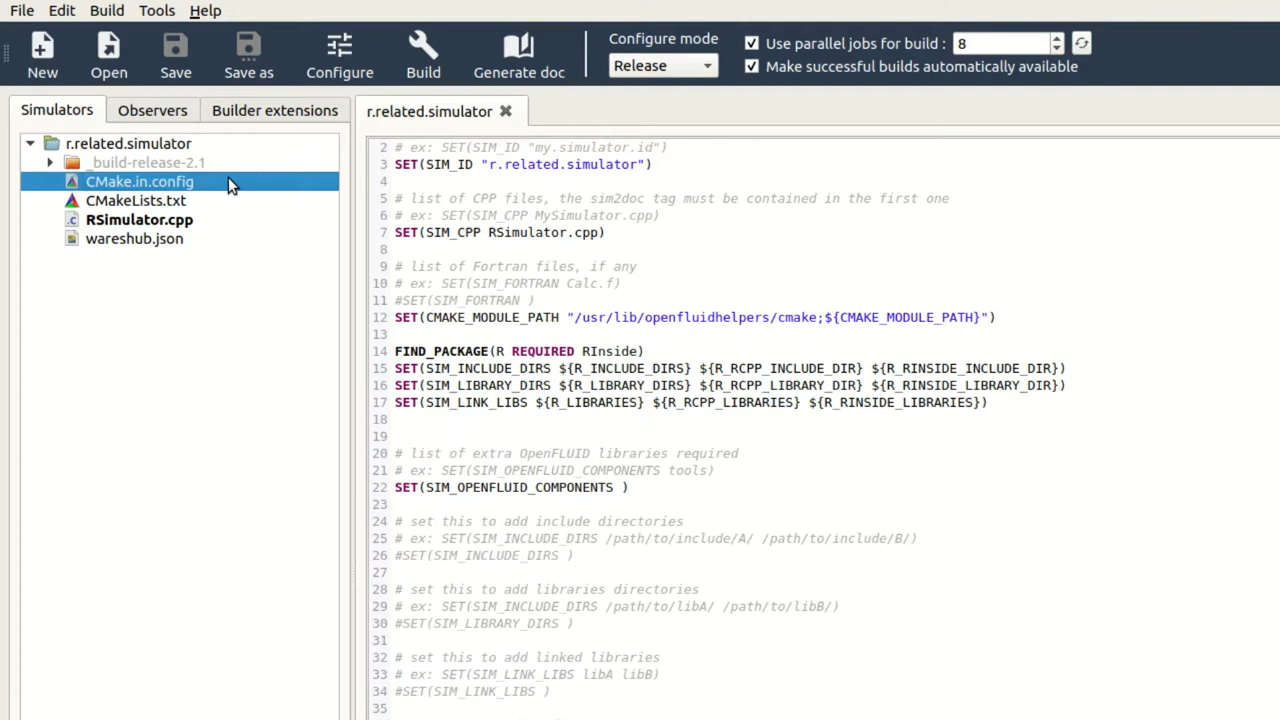 File Edit Build Tools Help
New Open Save Save as Configure Build Generate doc
Configure mode
Release
Use parallel jobs for build : 8
Make successful builds automatically available
Simulators Observers Builder extensions
r.related.simulator
_build-release-2.1
CMake.in.config
CMakeLists.txt
RSimulator.cpp
wareshub.json
r.related.simulator
2 # ex: SET(SIM_ID "my.simulator.id")
3 SET(SIM_ID "r.related.simulator")
4
5 # list of CPP files, the sim2doc tag must be contained in the first one
6 # ex: SET(SIM_CPP MySimulator.cpp)
7 SET(SIM_CPP RSimulator.cpp)
8
9 # list of Fortran files, if any
10 # ex: SET(SIM_FORTRAN Calc.f)
11 #SET(SIM_FORTRAN )
12 SET(CMAKE_MODULE_PATH "/usr/lib/openfluidhelpers/cmake;${CMAKE_MODULE_PATH}")
13
14 FIND_PACKAGE(R REQUIRED RInside)
15 SET(SIM_INCLUDE_DIRS ${R_INCLUDE_DIRS} ${R_RCPP_INCLUDE_DIR} ${R_RINSIDE_INCLUDE_DIR})
16 SET(SIM_LIBRARY_DIRS ${R_LIBRARY_DIRS} ${R_RCPP_LIBRARY_DIR} ${R_RINSIDE_LIBRARY_DIR})
17 SET(SIM_LINK_LIBS ${R_LIBRARIES} ${R_RCPP_LIBRARIES} ${R_RINSIDE_LIBRARIES})
18
19
20 # list of extra OpenFLUID libraries required
21 # ex: SET(SIM_OPENFLUID_COMPONENTS tools)
22 SET(SIM_OPENFLUID_COMPONENTS )
23
24 # set this to add include directories
25 # ex: SET(SIM_INCLUDE_DIRS /path/to/include/A/ /path/to/include/B/)
26 #SET(SIM_INCLUDE_DIRS )
27
28 # set this to add libraries directories
29 # ex: SET(SIM_INCLUDE_DIRS /path/to/libA/ /path/to/libB/)
30 #SET(SIM_LIBRARY_DIRS )
31
32 # set this to add linked libraries
33 # ex: SET(SIM_LINK_LIBS libA libB)
34 #SET(SIM_LINK_LIBS )
35